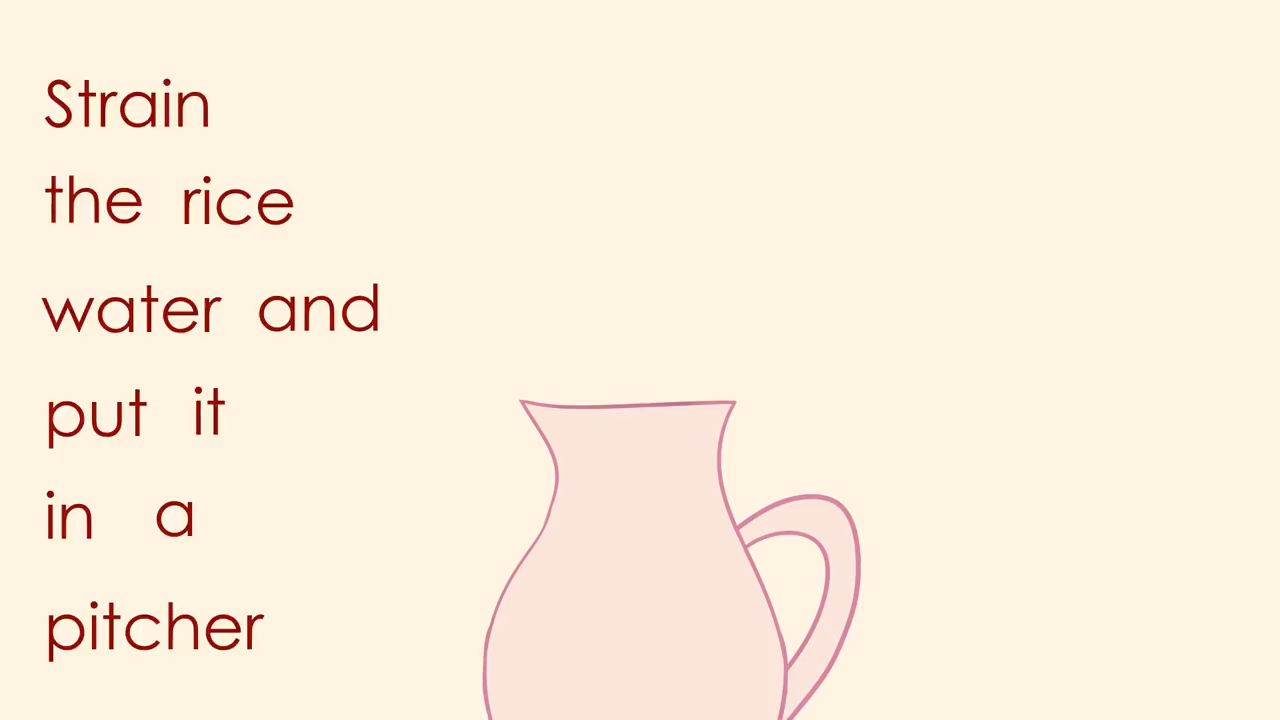 Strain
the rice
water and
put it
in a
pitcher